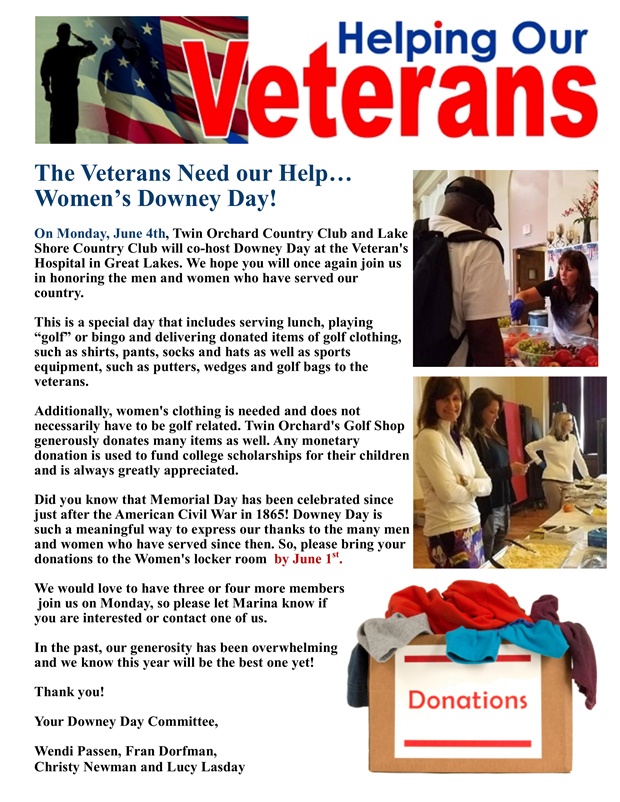 Helping Our
Veterans
The Veterans Need our Help…
Women’s Downey Day!
On Monday, June 4th, Twin Orchard Country Club and Lake
Shore Country Club will co-host Downey Day at the Veteran's
Hospital in Great Lakes. We hope you will once again join us
in honoring the men and women who have served our
country.
This is a special day that includes serving lunch, playing
“golf” or bingo and delivering donated items of golf clothing,
such as shirts, pants, socks and hats as well as sports
equipment, such as putters, wedges and golf bags to the
veterans.
Additionally, women's clothing is needed and does not
necessarily have to be golf related. Twin Orchard's Golf Shop
generously donates many items as well. Any monetary
donation is used to fund college scholarships for their children
and is always greatly appreciated.
Did you know that Memorial Day has been celebrated since
just after the American Civil War in 1865! Downey Day is
such a meaningful way to express our thanks to the many men
and women who have served since then. So, please bring your
donations to the Women's locker room by June 1st.
We would love to have three or four more members
join us on Monday, so please let Marina know if
you are interested or contact one of us.
In the past, our generosity has been overwhelming
and we know this year will be the best one yet!
Thank you!
Your Downey Day Committee,
Wendi Passen, Fran Dorfman,
Christy Newman and Lucy Lasday
Donations